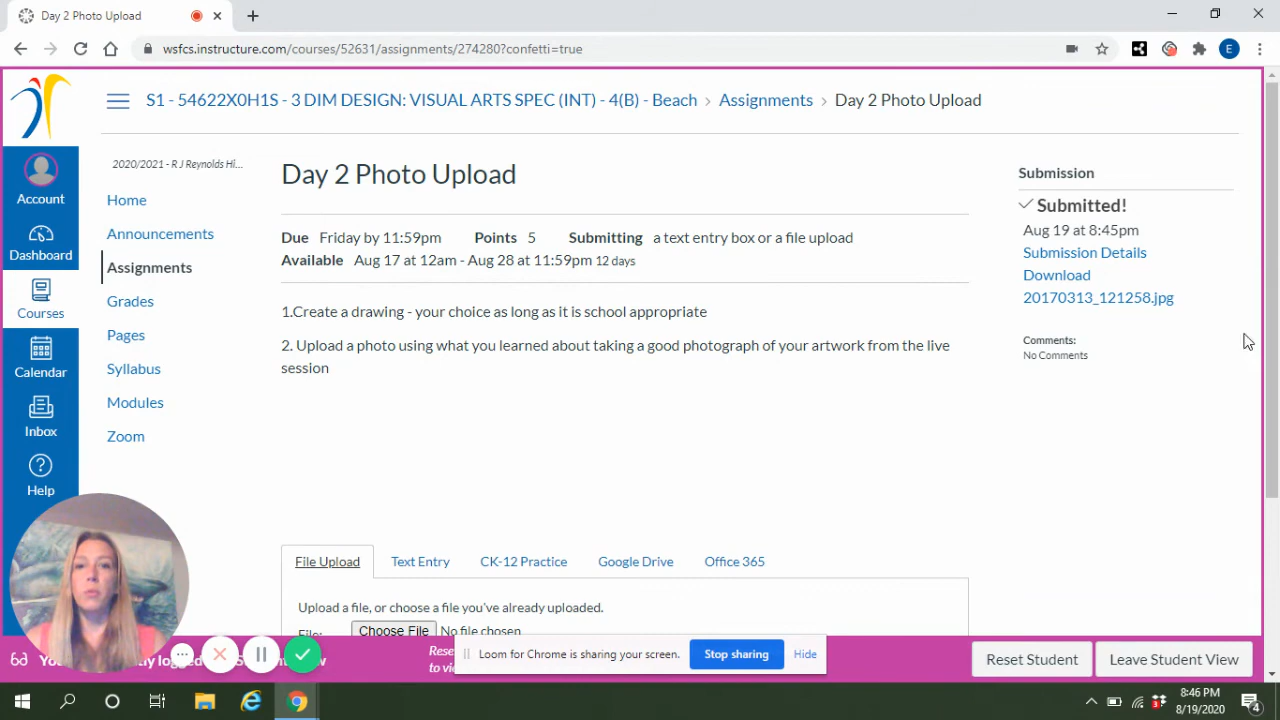 Day 2 Photo Upload
wsfcs.instructure.com/courses/52631/assignments/274280?confetti=true
E
S1 - 54622X0H1S - 3 DIM DESIGN: VISUAL ARTS SPEC (INT) - 4(B) - Beach › Assignments › Day 2 Photo Upload
Account
Dashboard
Courses
Calendar
Inbox
Help
2020/2021 - R J Reynolds Hi...
Home
Announcements
Assignments
Grades
Pages
Syllabus
Modules
Zoom
Day 2 Photo Upload
Due Friday by 11:59pm Points 5 Submitting a text entry box or a file upload
Available Aug 17 at 12am - Aug 28 at 11:59pm 12 days
1.Create a drawing - your choice as long as it is school appropriate
2. Upload a photo using what you learned about taking a good photograph of your artwork from the live
session
File Upload Text Entry CK-12 Practice Google Drive Office 365
Upload a file, or choose a file you've already uploaded.
File: Choose File No file chosen
Submission
Submitted!
Aug 19 at 8:45pm
Submission Details
Download
20170313_121258.jpg
Comments:
No Comments
Loom for Chrome is sharing your screen. Stop sharing Hide
Reset Student Leave Student View
8:46 PM
8/19/2020
4